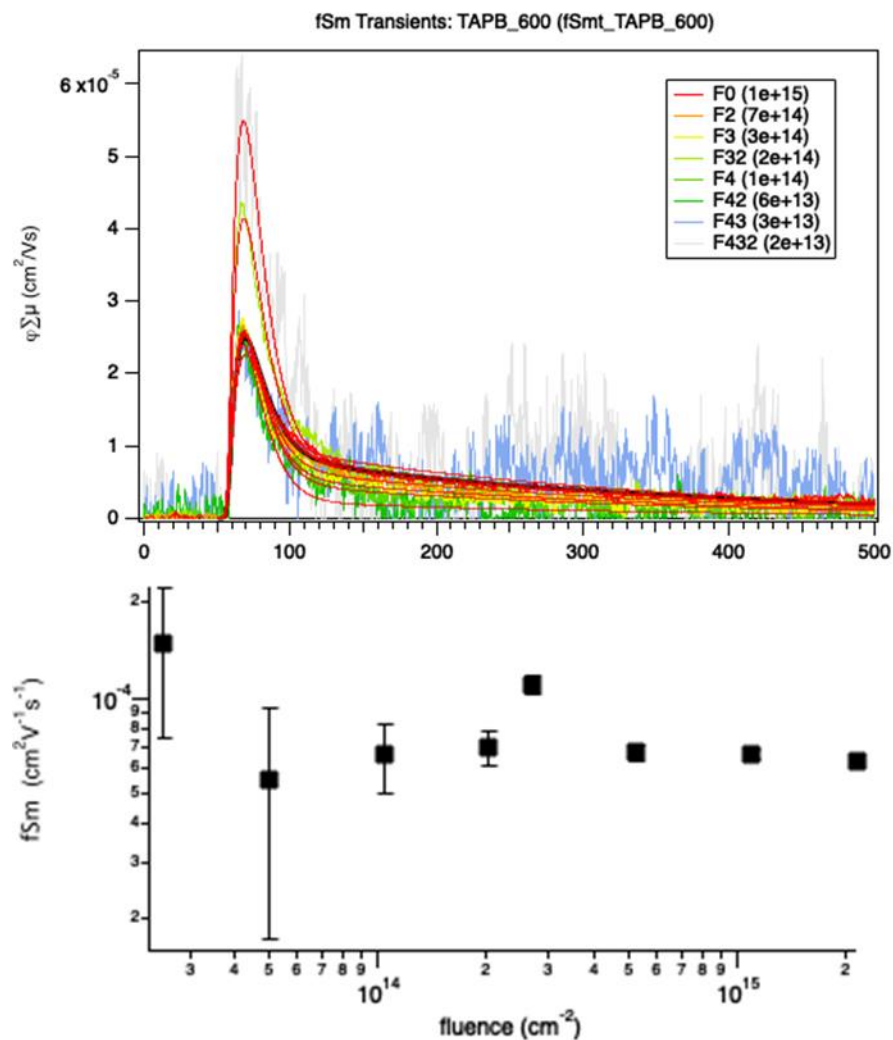 fSm Transients: TAPB_600 (fSmt_TAPB_600)
6 x10⁻⁵
5
4
3
2
1
0
φ∑μ (cm²/Vs)
F0 (1e+15)
F2 (7e+14)
F3 (3e+14)
F32 (2e+14)
F4 (1e+14)
F42 (6e+13)
F43 (3e+13)
F432 (2e+13)
0 100 200 300 400 500
2
10⁻⁴
9
8
7
6
5
4
3
2
fSm (cm²V⁻¹s⁻¹)
3 4 5 6 7 8 9 2 3 4 5 6 7 8 9 2
10¹⁴ 10¹⁵
fluence (cm⁻²)